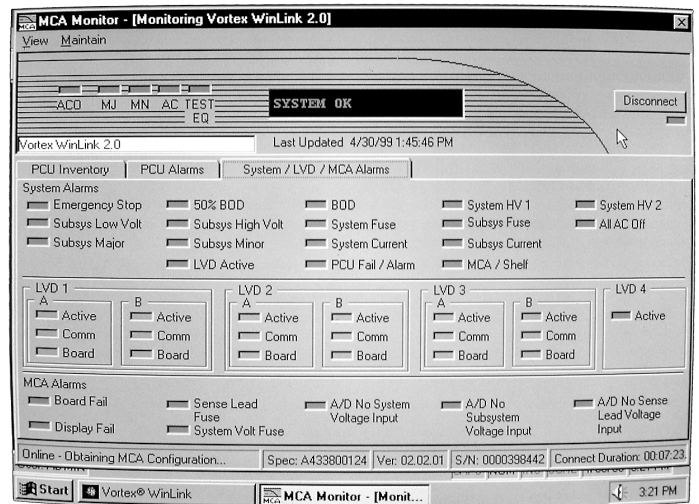 MCA MCA Monitor - [Monitoring Vortex WinLink 2.0]
View Maintain
ACO MJ MN AC TEST EQ
SYSTEM OK
Disconnect
Vortex WinLink 2.0
Last Updated 4/30/99 1:45:46 PM
PCU Inventory PCU Alarms System / LVD / MCA Alarms
System Alarms
Emergency Stop 50% BOD BOD System HV 1 System HV 2
Subsys Low Volt Subsys High Volt System Fuse Subsys Fuse All AC Off
Subsys Major Subsys Minor System Current Subsys Current
LVD Active PCU Fail / Alarm MCA / Shelf
LVD 1 LVD 2 LVD 3 LVD 4
A B A B A B
Active Active Active Active Active Active Active
Comm Comm Comm Comm Comm Comm
Board Board Board Board Board Board
MCA Alarms
Board Fail
Display Fail
Sense Lead
Fuse
System Volt Fuse
A/D No System
Voltage Input
A/D No
Subsystem
Voltage Input
A/D No Sense
Lead Voltage
Input
Online - Obtaining MCA Configuration... Spec: A433800124 Ver: 02.02.01 S/N: 0000398442 Connect Duration: 00:07:23
Start Vortex® WinLink MCA MCA Monitor - [Monit... 3:21 PM